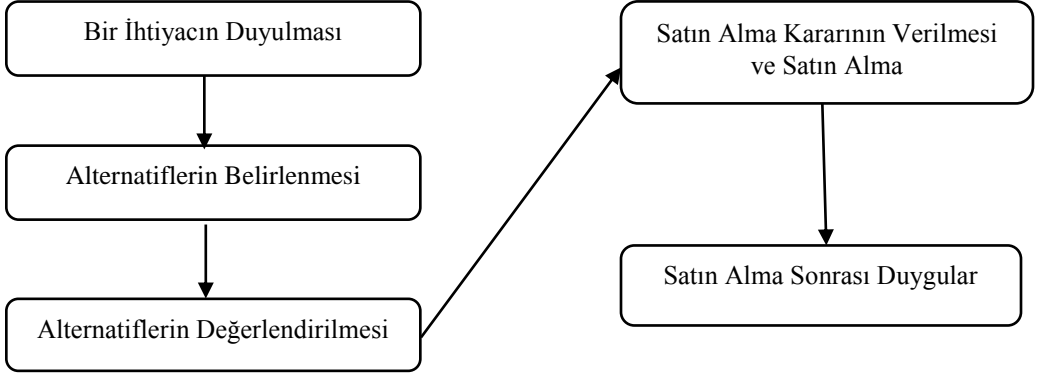 Bir İhtiyacın Duyulması
Alternatiflerin Belirlenmesi
Alternatiflerin Değerlendirilmesi
Satın Alma Kararının Verilmesi
ve Satın Alma
Satın Alma Sonrası Duygular